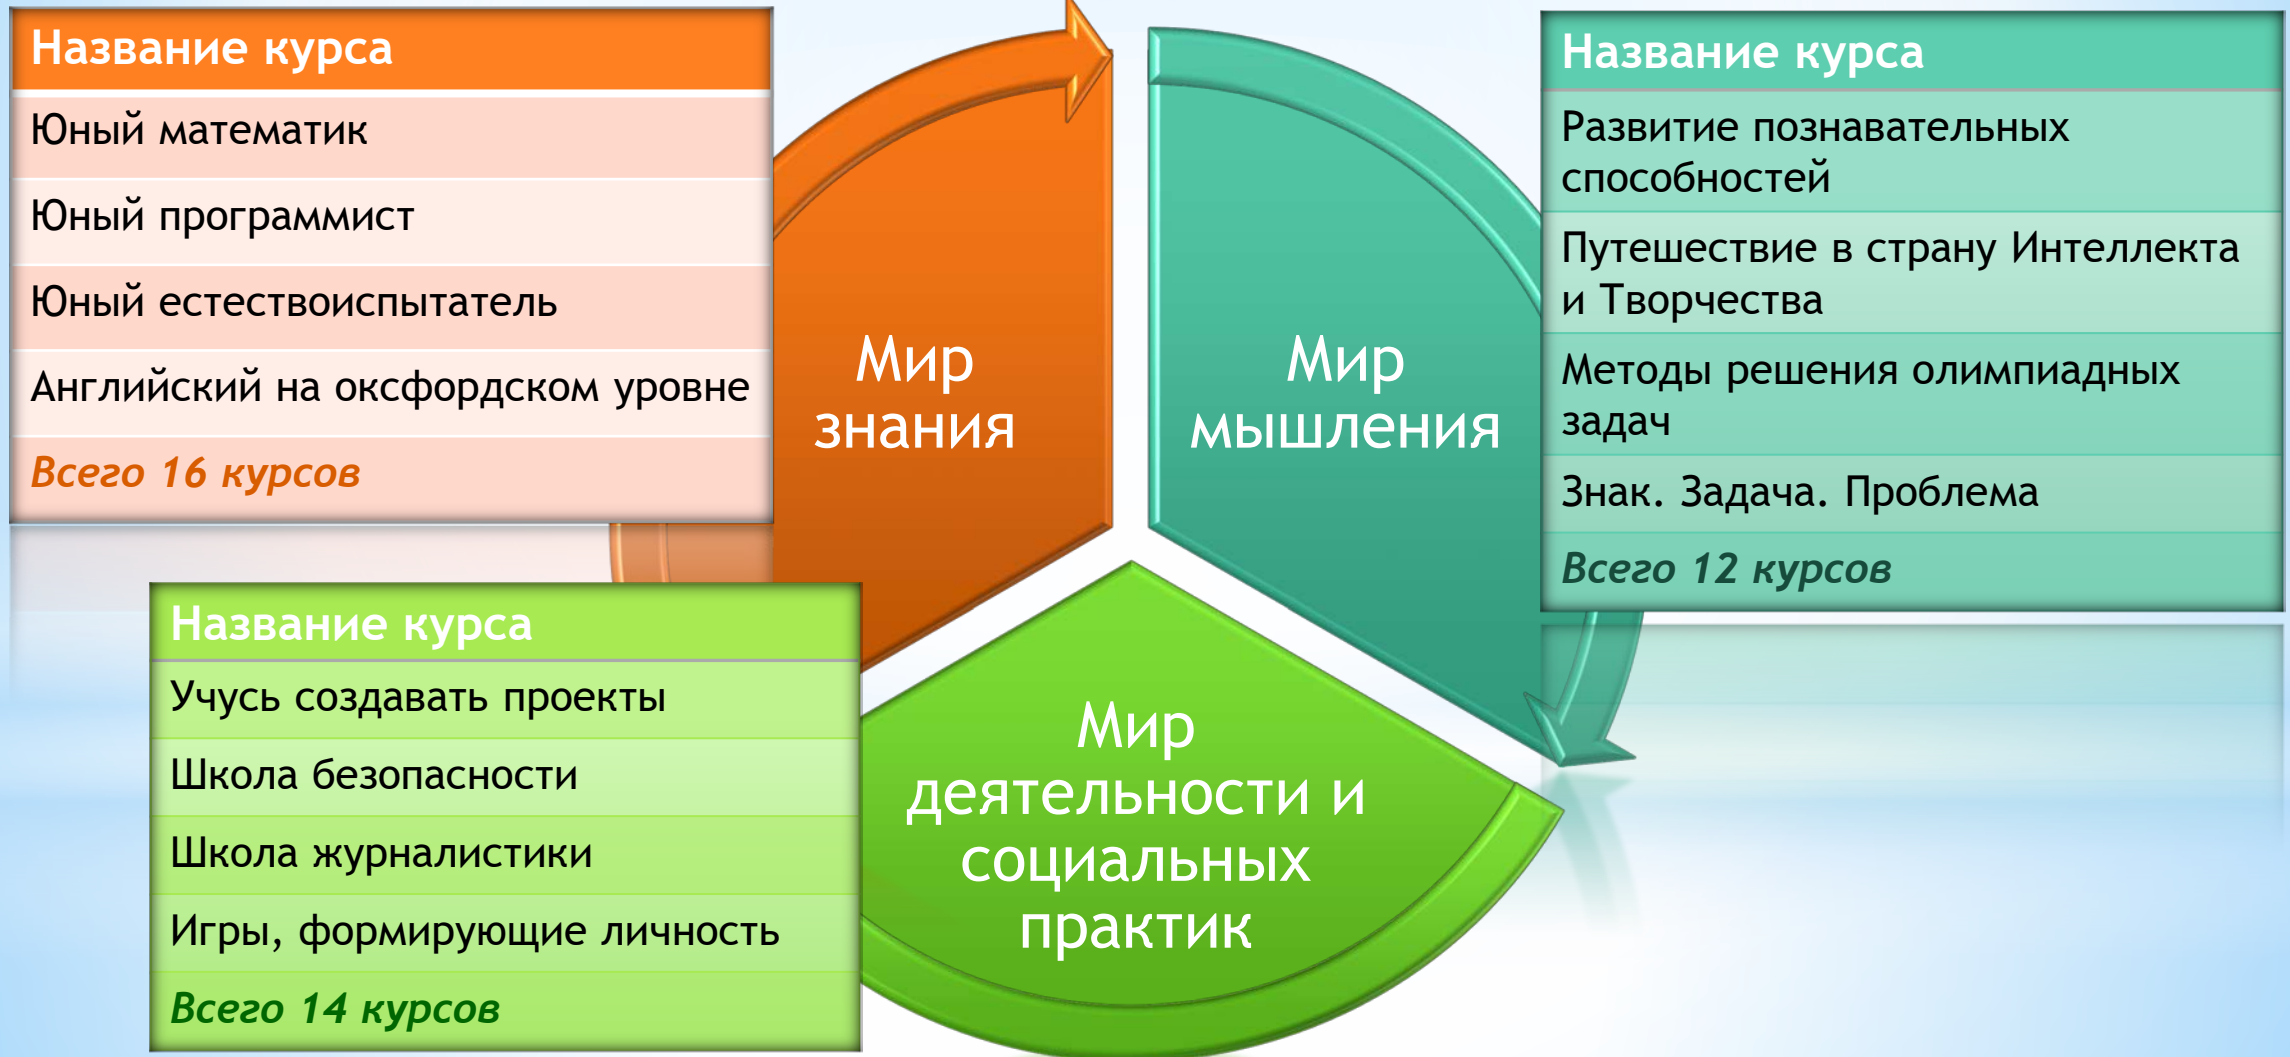 Название курса
Юный математик
Юный программист
Юный естествоиспытатель
Английский на оксфордском уровне
Всего 16 курсов
Мир
знания
Мир
мышления
Название курса
Развитие познавательных
способностей
Путешествие в страну Интеллекта
и Творчества
Методы решения олимпиадных
задач
Знак. Задача. Проблема
Всего 12 курсов
Название курса
Учусь создавать проекты
Школа безопасности
Школа журналистики
Игры, формирующие личность
Всего 14 курсов
Мир
деятельности и
социальных
практик